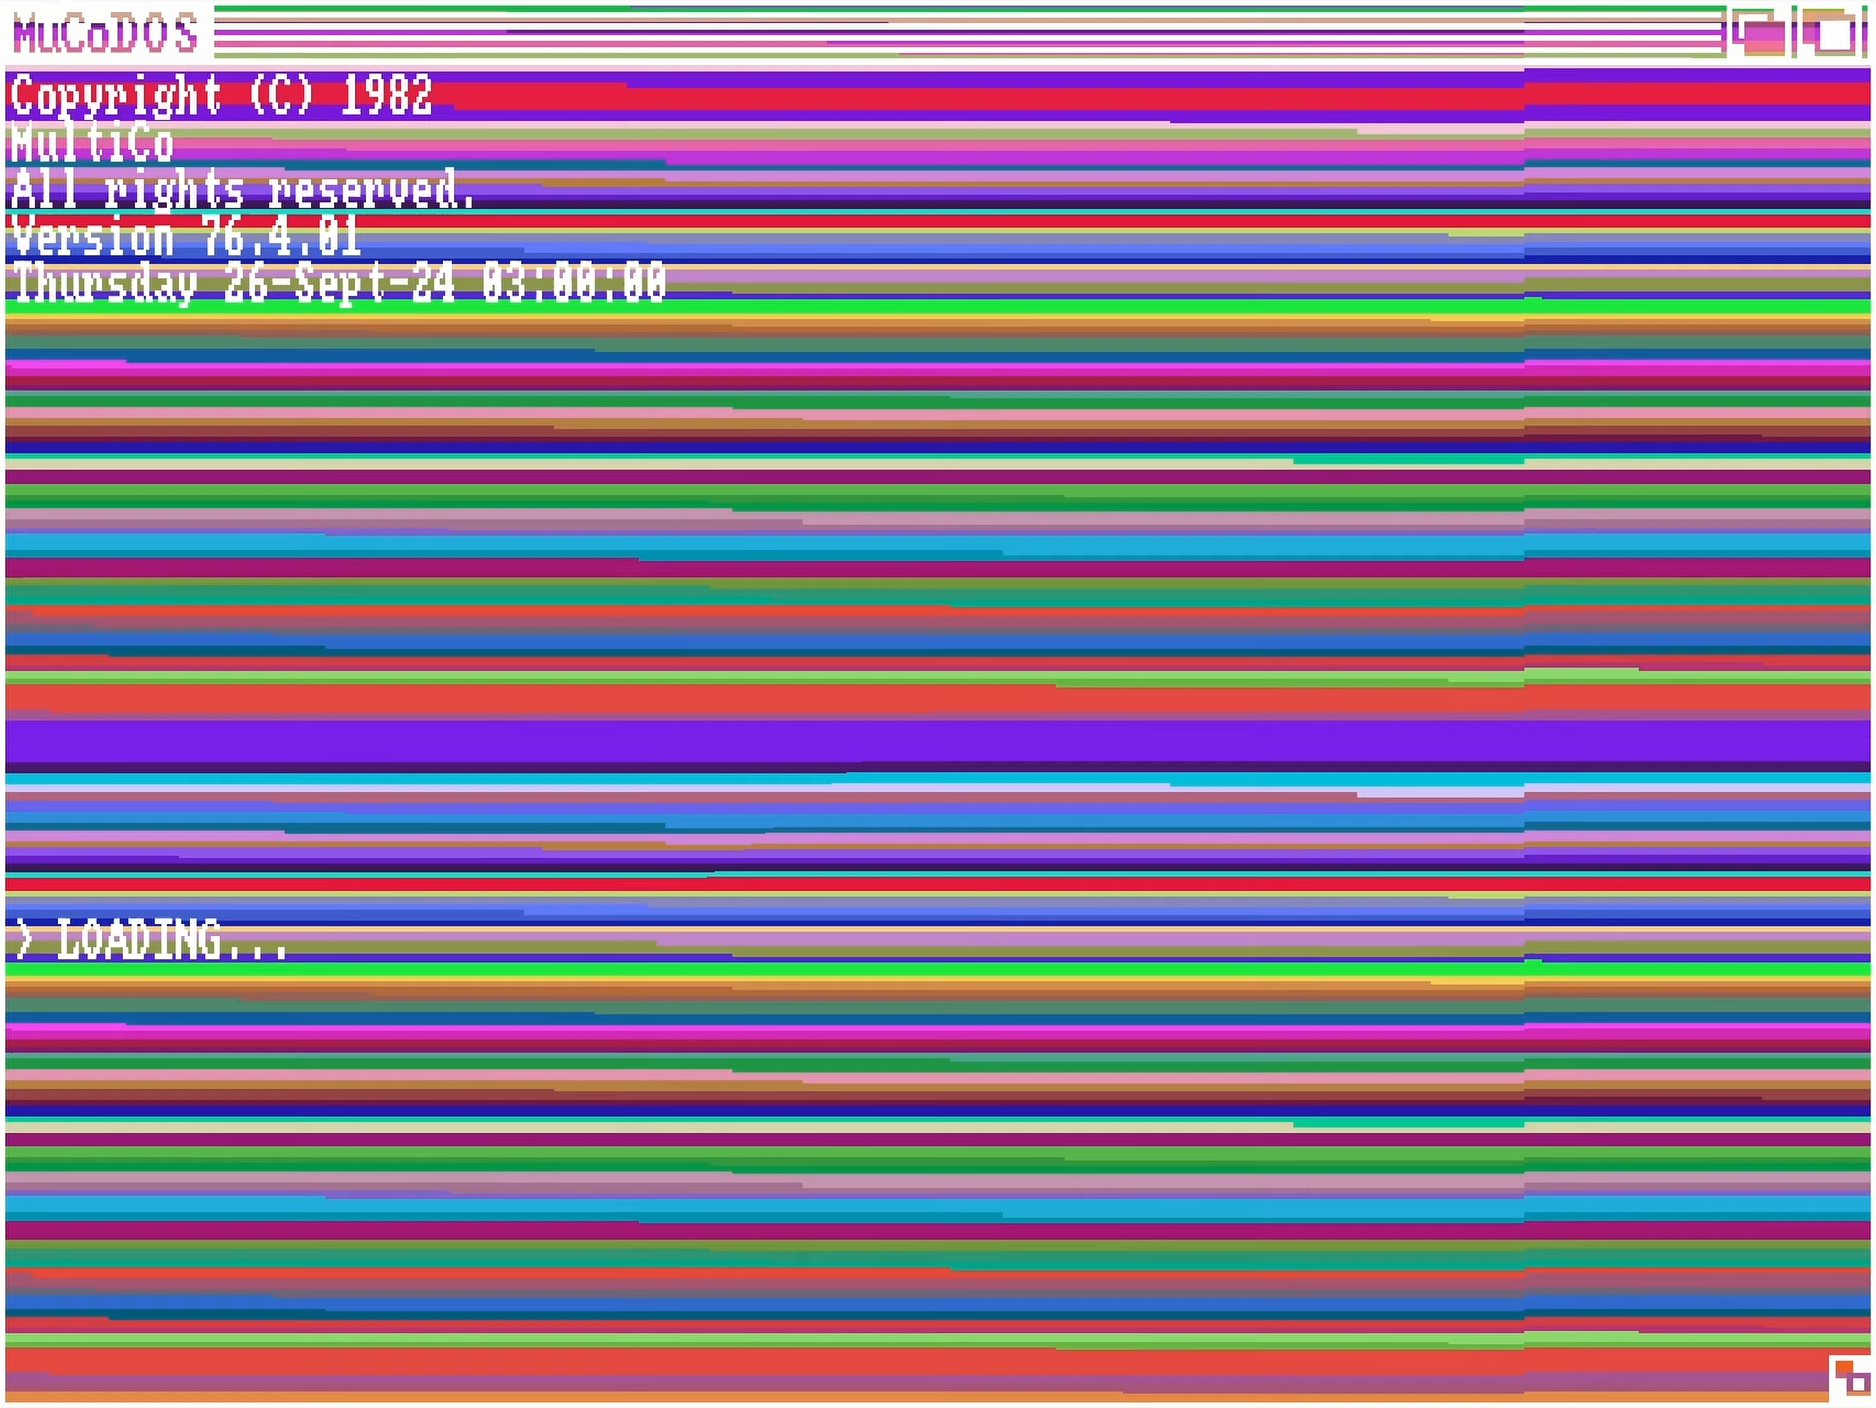 MuCoDOS
Copyright (C) 1982
MultiCo
All rights reserved.
Version 76.4.01
Thursday 26-Sept-24 03:00:00
> LOADING...